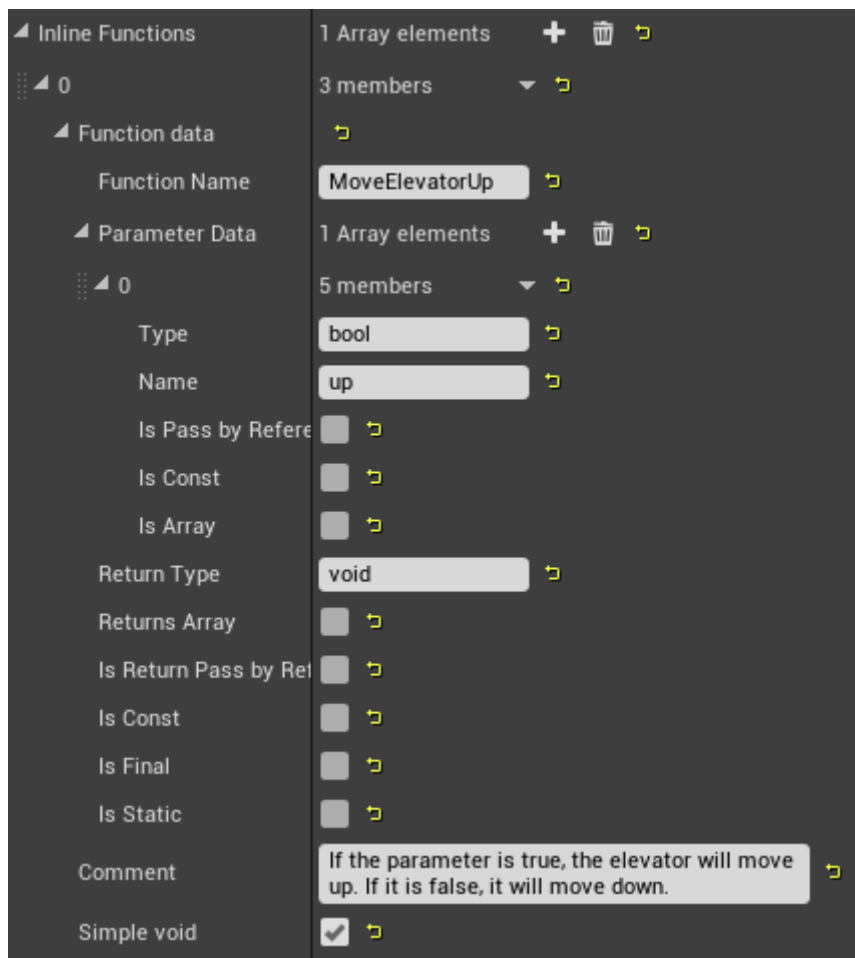 Inline Functions 1 Array elements
0 3 members
Function data
Function Name MoveElevatorUp
Parameter Data 1 Array elements
0 5 members
Type bool
Name up
Is Pass by Refere
Is Const
Is Array
Return Type void
Returns Array
Is Return Pass by Ref
Is Const
Is Final
Is Static
Comment If the parameter is true, the elevator will move
up. If it is false, it will move down.
Simple void